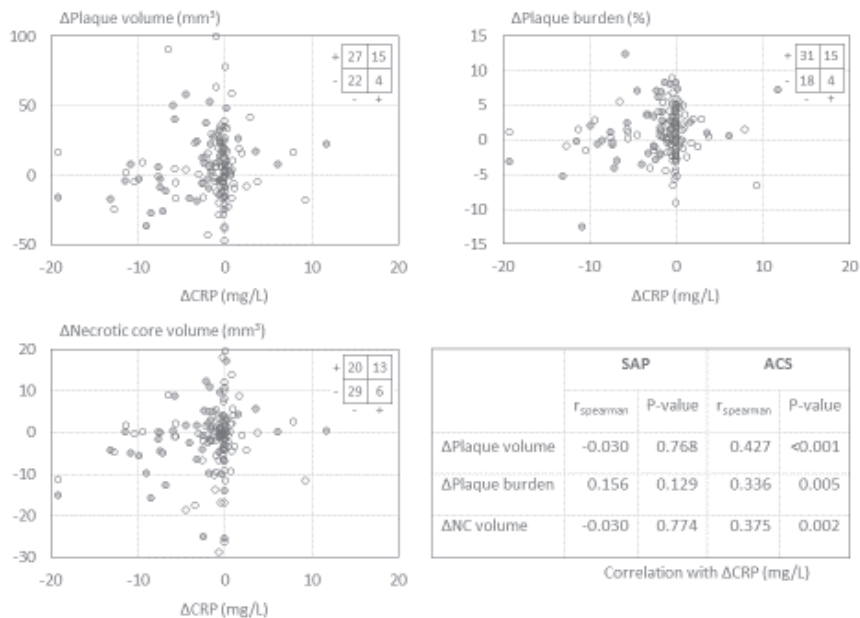 ΔPlaque volume (mm³)
100
50
0
-50
-20
-10
0
10
20
ΔCRP (mg/L)
+ 27 15
- 22 4
- +
ΔPlaque burden (%)
15
10
5
0
-5
-10
-15
-20
-10
0
10
20
ΔCRP (mg/L)
+ 31 15
- 18 4
- +
ΔNecrotic core volume (mm³)
20
10
0
-10
-20
-30
-20
-10
0
10
20
ΔCRP (mg/L)
+ 20 13
- 29 6
- +
SAP ACS
rspearman P-value rspearman P-value
ΔPlaque volume -0.030 0.768 0.427 <0.001
ΔPlaque burden 0.156 0.129 0.336 0.005
ΔNC volume -0.030 0.774 0.375 0.002
Correlation with ΔCRP (mg/L)